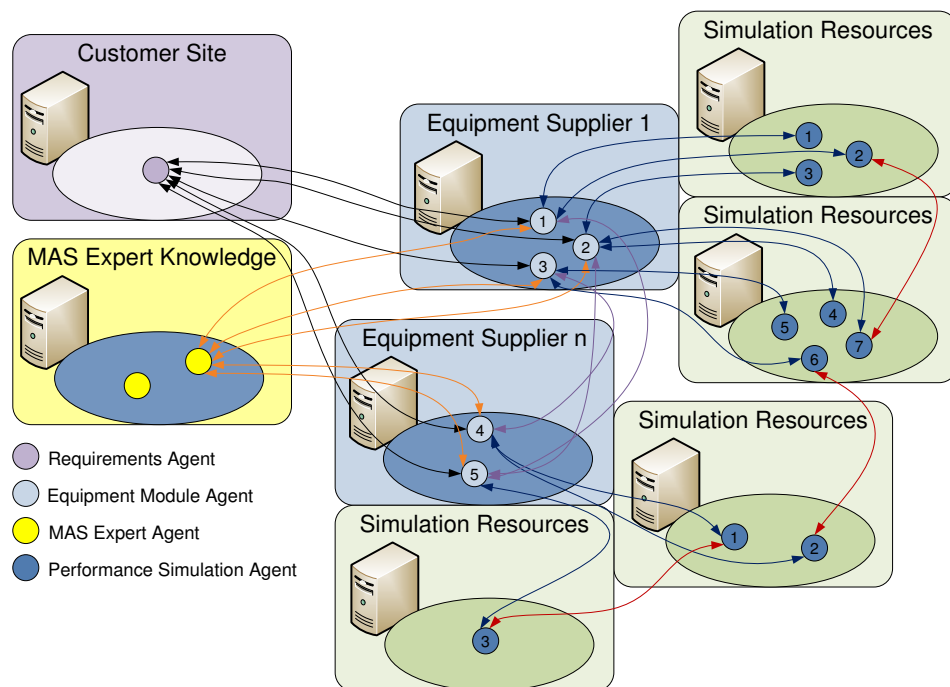 Customer Site
MAS Expert Knowledge
Requirements Agent
Equipment Module Agent
MAS Expert Agent
Performance Simulation Agent
Equipment Supplier 1
1
2
3
Equipment Supplier n
4
5
Simulation Resources
3
Simulation Resources
1
2
3
Simulation Resources
5
4
6
7
Simulation Resources
1
2